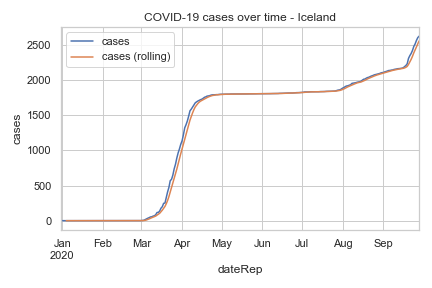 COVID-19 cases over time - Iceland
cases
cases (rolling)
2500
2000
1500
1000
500
0
cases
Jan Feb Mar Apr May Jun Jul Aug Sep
2020
dateRep